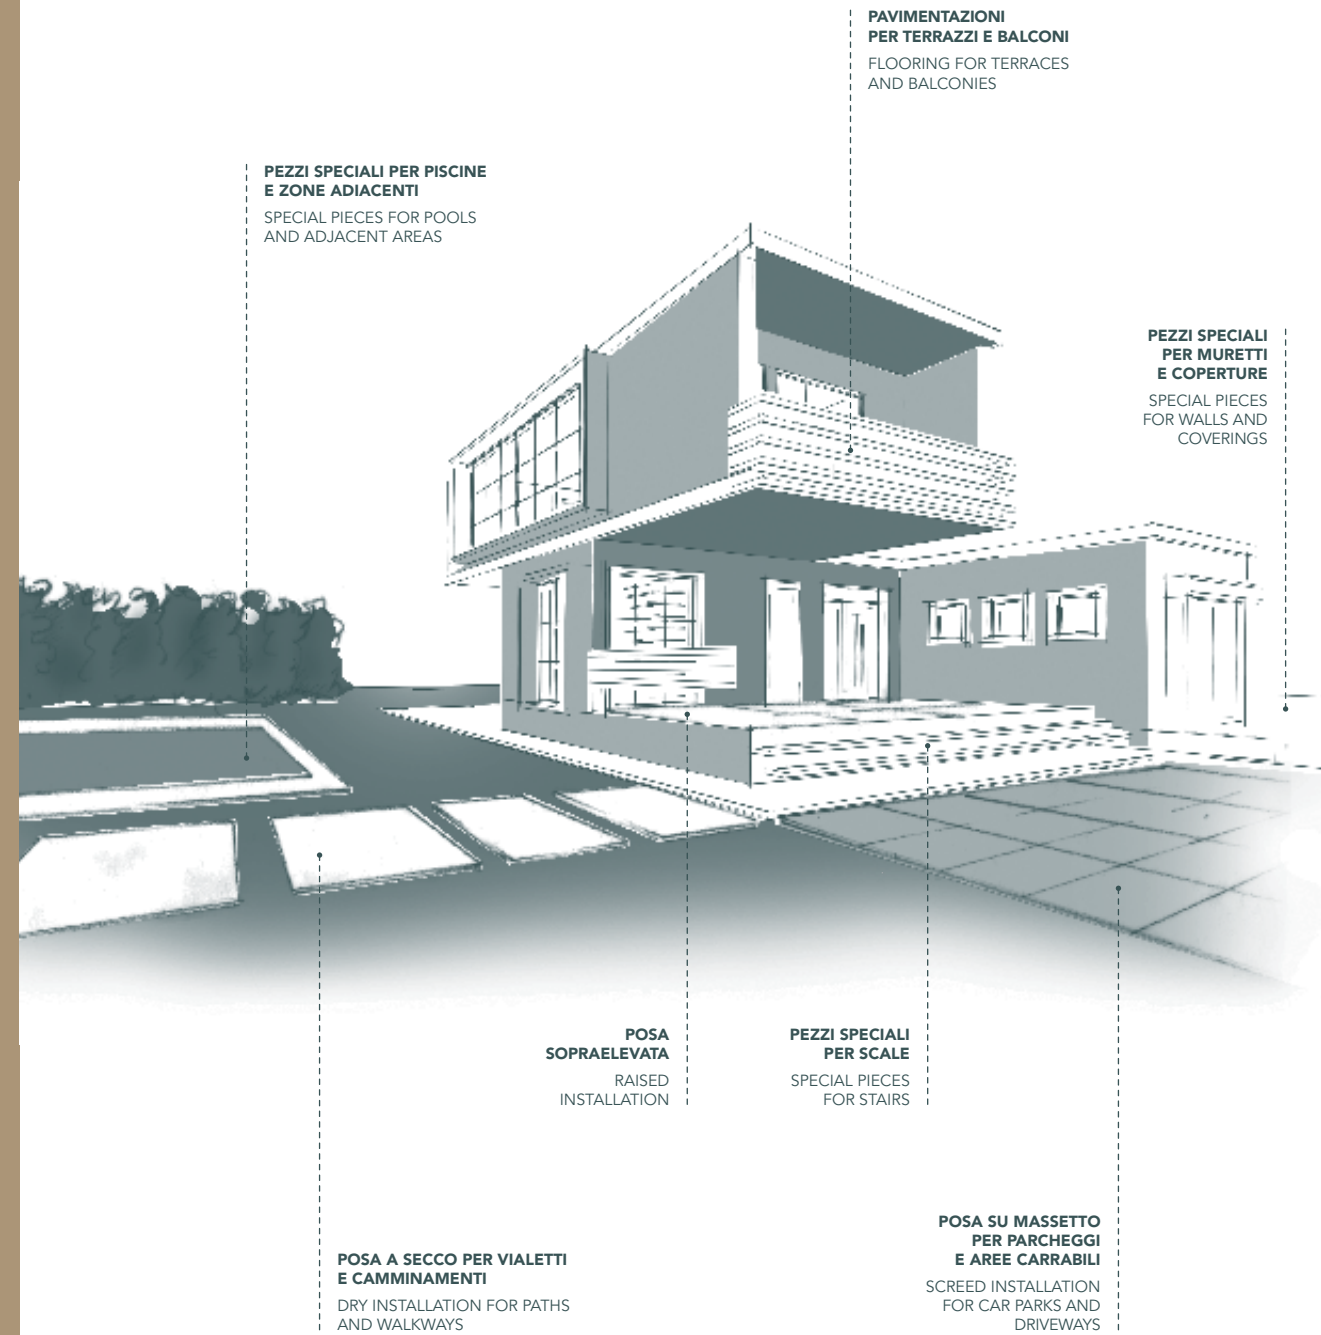 PAVIMENTAZIONI
PER TERRAZZI E BALCONI
FLOORING FOR TERRACES
AND BALCONIES
PEZZI SPECIALI PER PISCINE
E ZONE ADIACENTI
SPECIAL PIECES FOR POOLS
AND ADJACENT AREAS
PEZZI SPECIALI
PER MURETTI
E COPERTURE
SPECIAL PIECES
FOR WALLS AND
COVERINGS
POSA
SOPRAELEVATA
RAISED
INSTALLATION
PEZZI SPECIALI
PER SCALE
SPECIAL PIECES
FOR STAIRS
POSA A SECCO PER VIALETTI
E CAMMINAMENTI
DRY INSTALLATION FOR PATHS
AND WALKWAYS
POSA SU MASSETTO
PER PARCHEGGI
E AREE CARRABILI
SCREED INSTALLATION
FOR CAR PARKS AND
DRIVEWAYS